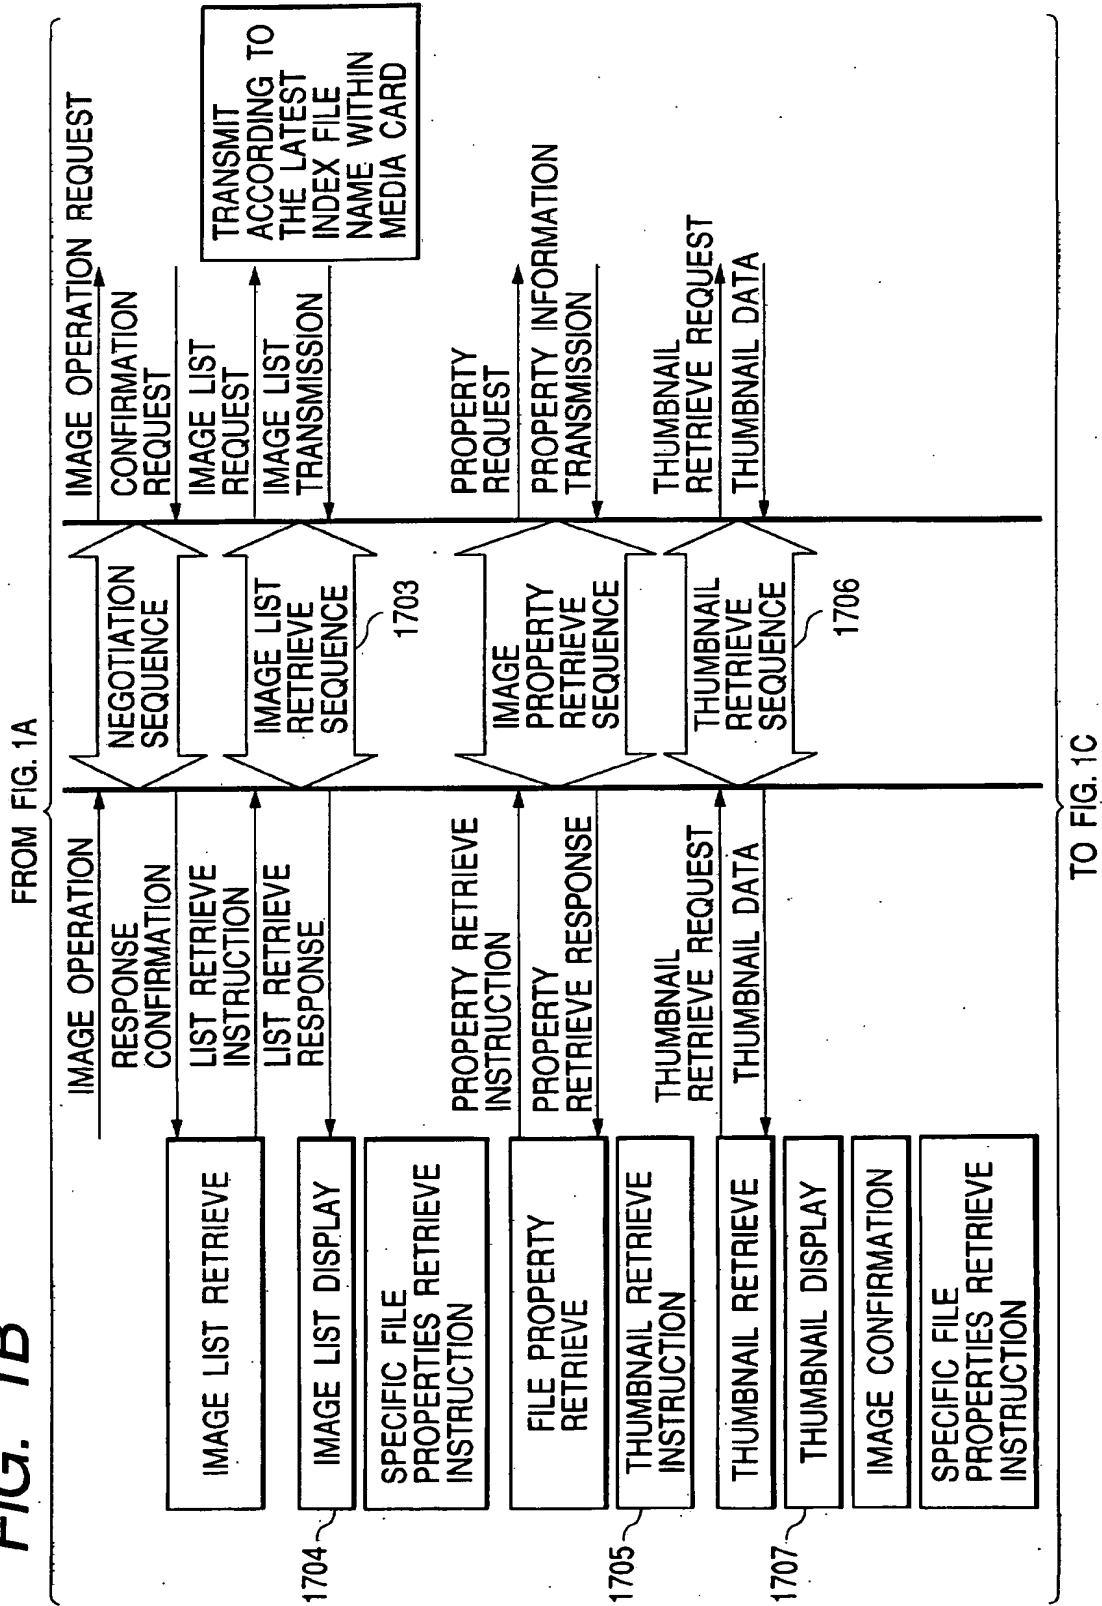 FIG. 1B
FROM FIG. 1A
IMAGE OPERATION
RESPONSE
CONFIRMATION
LIST RETRIEVE
INSTRUCTION
LIST RETRIEVE
RESPONSE
PROPERTY RETRIEVE
INSTRUCTION
PROPERTY
RETRIEVE RESPONSE
THUMBNAIL
RETRIEVE REQUEST
THUMBNAIL DATA
IMAGE LIST RETRIEVE
IMAGE LIST DISPLAY
1704
SPECIFIC FILE
PROPERTIES RETRIEVE
INSTRUCTION
FILE PROPERTY
RETRIEVE
THUMBNAIL RETRIEVE
INSTRUCTION
1705
THUMBNAIL RETRIEVE
THUMBNAIL DISPLAY
1707
IMAGE CONFIRMATION
SPECIFIC FILE
PROPERTIES RETRIEVE
INSTRUCTION
NEGOTIATION
SEQUENCE
IMAGE LIST
RETRIEVE
SEQUENCE
1703
IMAGE
PROPERTY
RETRIEVE
SEQUENCE
THUMBNAIL
RETRIEVE
SEQUENCE
1706
IMAGE OPERATION REQUEST
CONFIRMATION
REQUEST
IMAGE LIST
REQUEST
IMAGE LIST
TRANSMISSION
PROPERTY
REQUEST
PROPERTY INFORMATION
TRANSMISSION
THUMBNAIL
RETRIEVE REQUEST
THUMBNAIL DATA
TRANSMIT
ACCORDING TO
THE LATEST
INDEX FILE
NAME WITHIN
MEDIA CARD
TO FIG. 1C